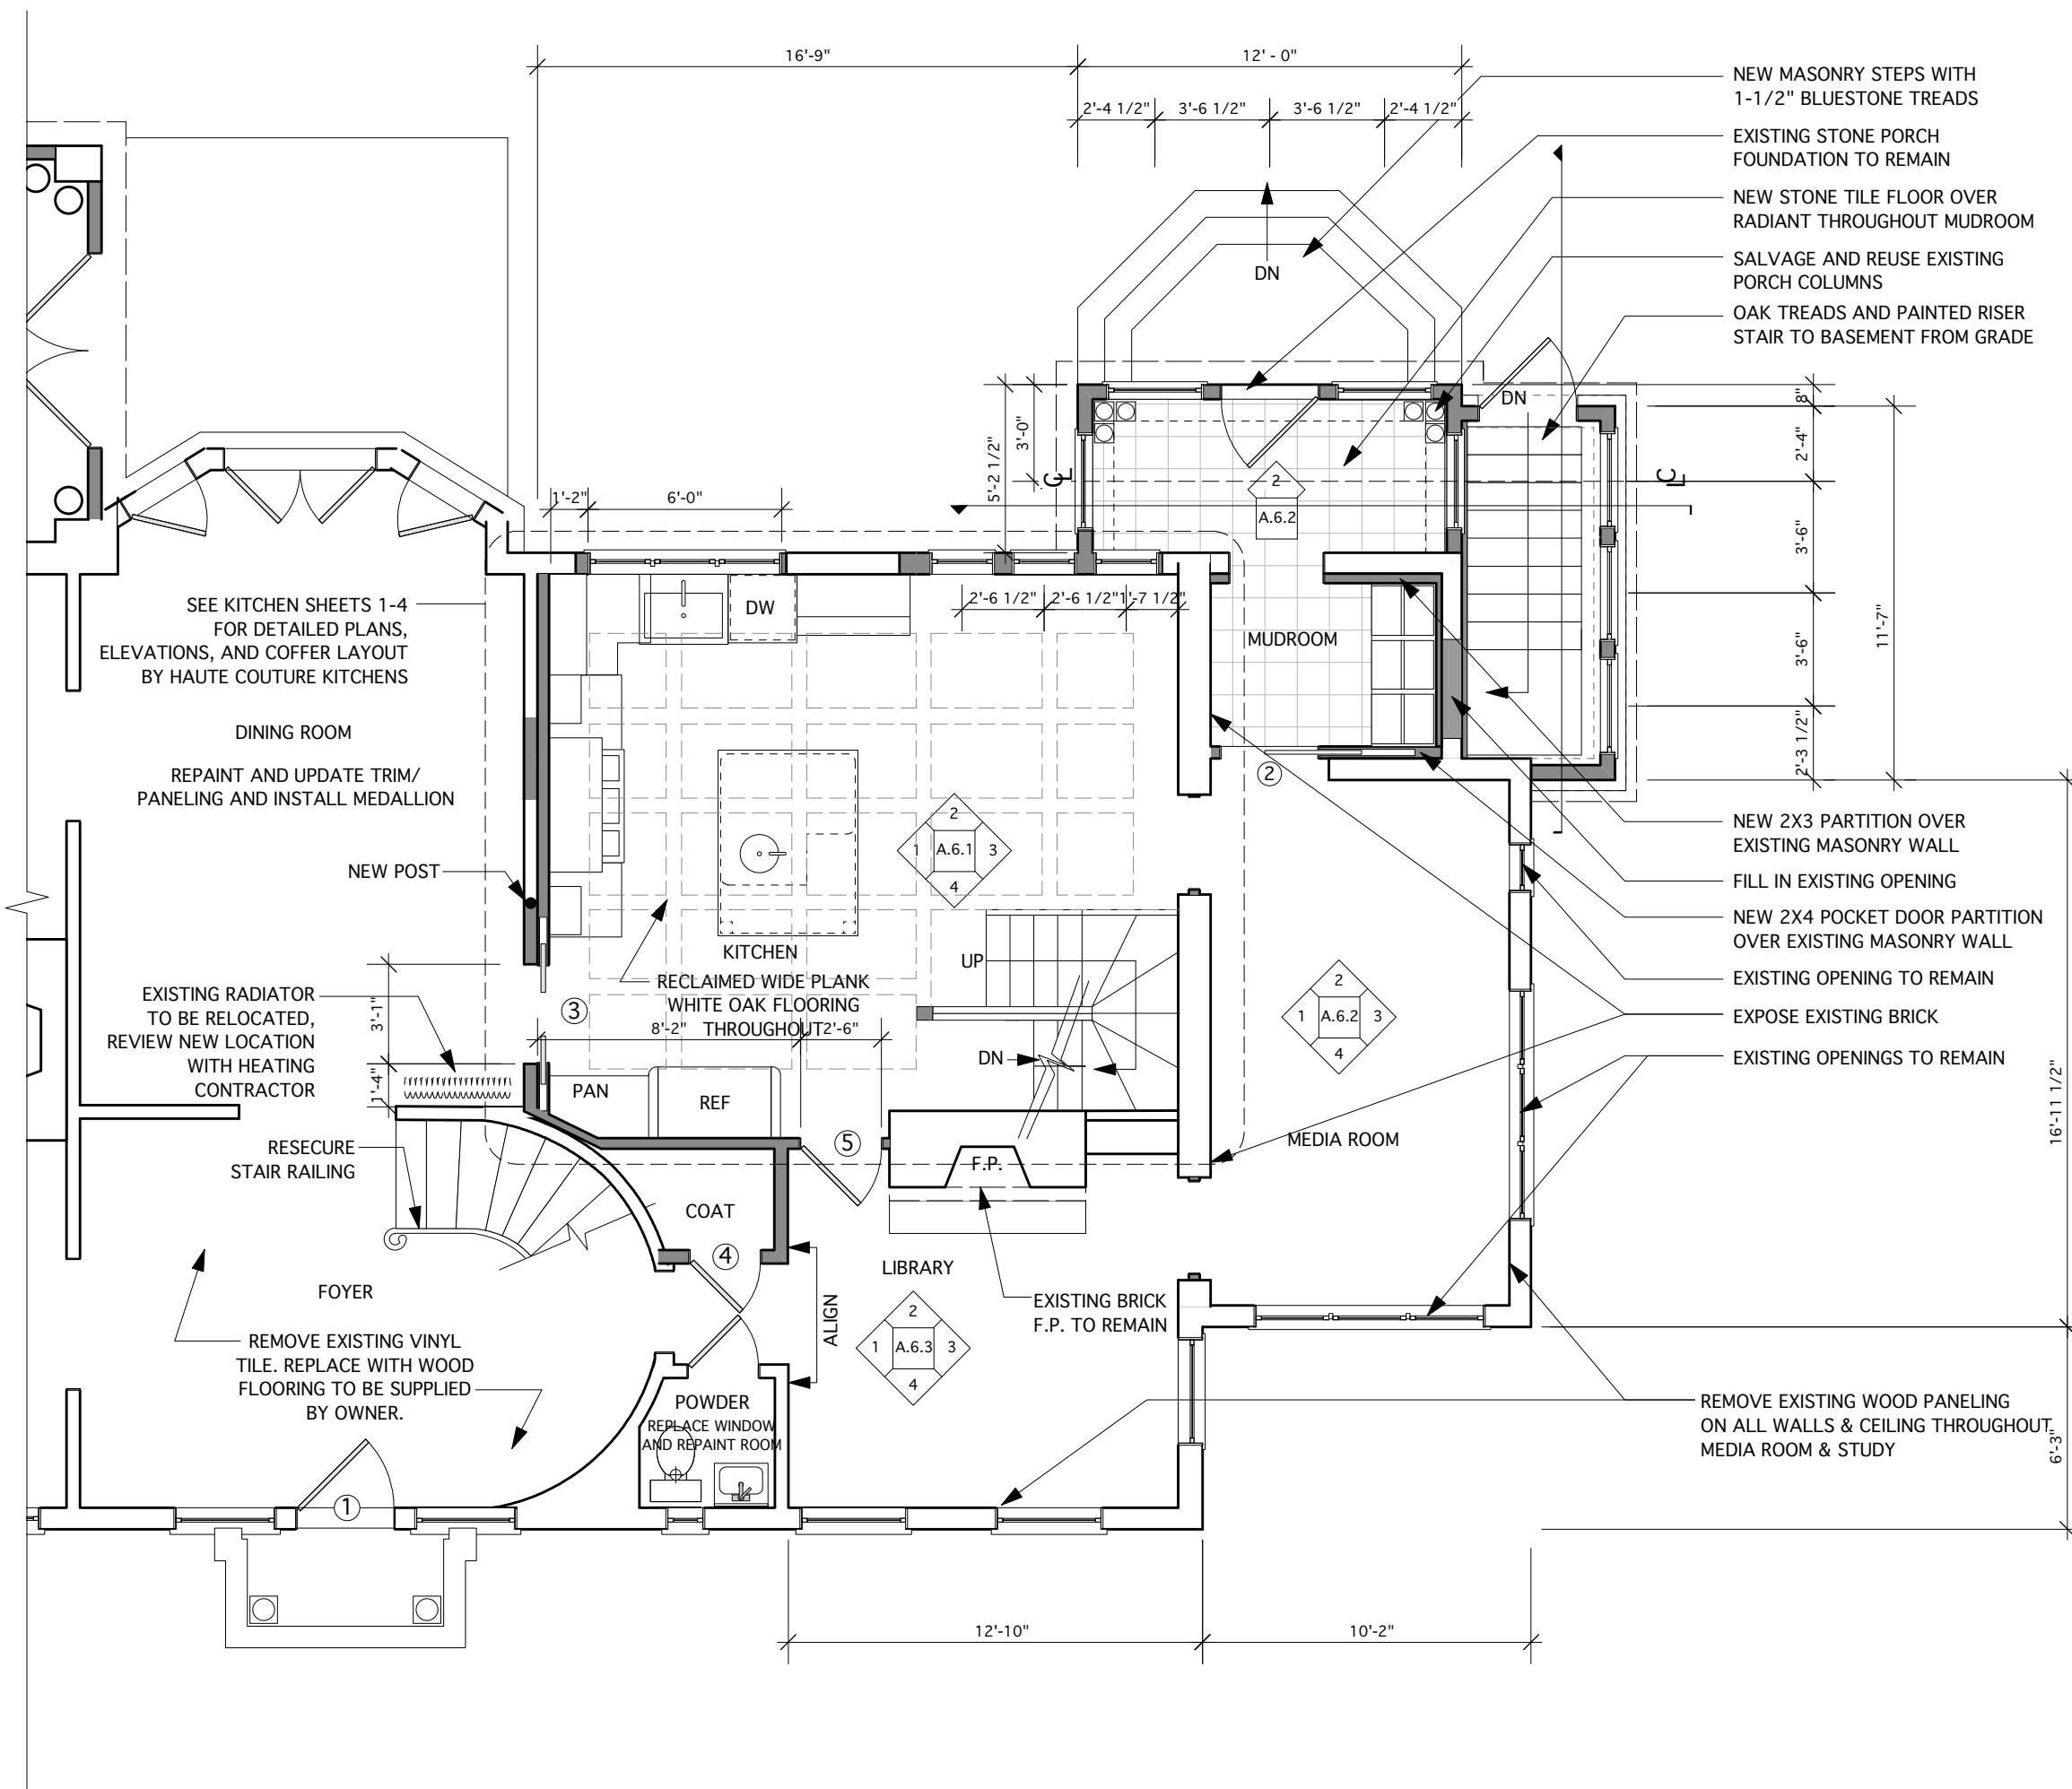 16'-9"
12' - 0"
2'-4 1/2"
3'-6 1/2"
3'-6 1/2"
2'-4 1/2"
NEW MASONRY STEPS WITH
1-1/2" BLUESTONE TREADS
EXISTING STONE PORCH
FOUNDATION TO REMAIN
NEW STONE TILE FLOOR OVER
RADIANT THROUGHOUT MUDROOM
SALVAGE AND REUSE EXISTING
PORCH COLUMNS
OAK TREADS AND PAINTED RISER
STAIR TO BASEMENT FROM GRADE
DN
DN
8"
2'-4"
3'-6"
3'-6"
2'-3 1/2"
11'-7"
5'-2 1/2"
3'-0"
CL
CL
1'-2"
6'-0"
2
A.6.2
2'-6 1/2"
2'-6 1/2"
1'-7 1/2"
DW
MUDROOM
SEE KITCHEN SHEETS 1-4
FOR DETAILED PLANS,
ELEVATIONS, AND COFFER LAYOUT
BY HAUTE COUTURE KITCHENS
DINING ROOM
REPAINT AND UPDATE TRIM/
PANELING AND INSTALL MEDALLION
NEW POST
2
2
1
A.6.1
3
4
NEW 2X3 PARTITION OVER
EXISTING MASONRY WALL
FILL IN EXISTING OPENING
NEW 2X4 POCKET DOOR PARTITION
OVER EXISTING MASONRY WALL
EXISTING OPENING TO REMAIN
EXPOSE EXISTING BRICK
EXISTING OPENINGS TO REMAIN
KITCHEN
RECLAIMED WIDE PLANK
WHITE OAK FLOORING
THROUGHOUT
8'-2"
2'-6"
UP
DN
3
EXISTING RADIATOR
TO BE RELOCATED,
REVIEW NEW LOCATION
WITH HEATING
CONTRACTOR
3'-1"
1'-4"
2
1
A.6.2
3
4
PAN
REF
5
MEDIA ROOM
16'-11 1/2"
RESECURE
STAIR RAILING
F.P.
COAT
4
LIBRARY
ALIGN
EXISTING BRICK
F.P. TO REMAIN
FOYER
REMOVE EXISTING VINYL
TILE. REPLACE WITH WOOD
FLOORING TO BE SUPPLIED
BY OWNER.
2
1
A.6.3
3
4
POWDER
REPLACE WINDOW
AND REPAINT ROOM
REMOVE EXISTING WOOD PANELING
ON ALL WALLS & CEILING THROUGHOUT
MEDIA ROOM & STUDY
6'-3"
1
12'-10"
10'-2"